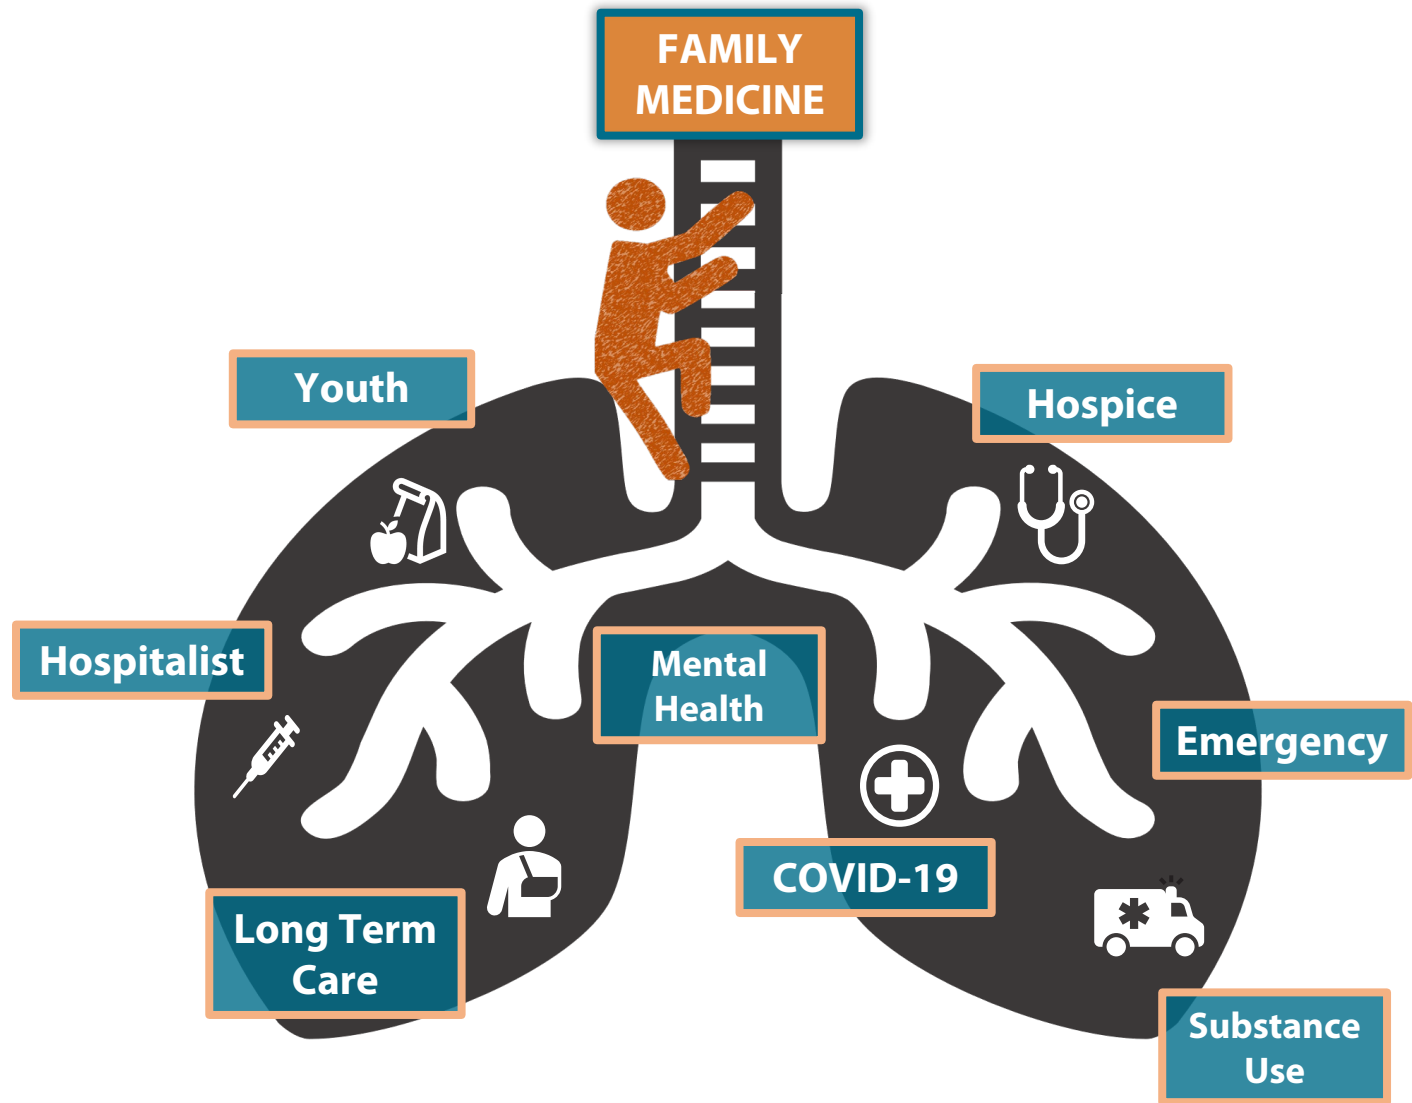 FAMILY
MEDICINE
Youth
Hospice
Hospitalist
Mental
Health
Emergency
COVID-19
Long Term
Care
Substance
Use